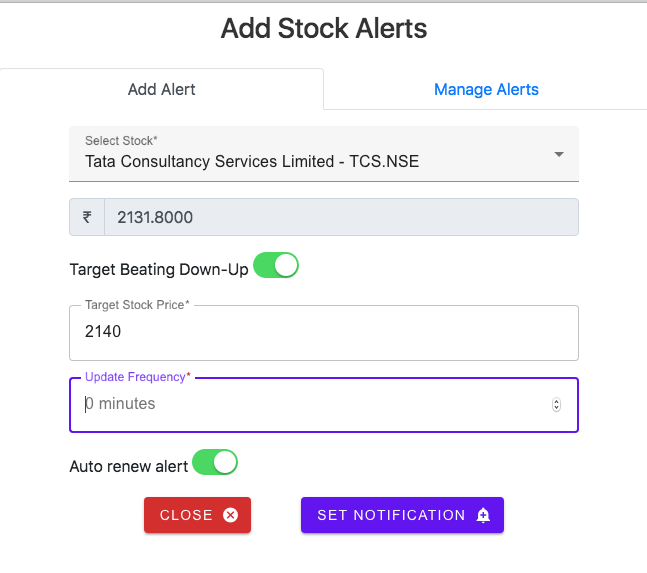 Add Stock Alerts
Add Alert Manage Alerts
Select Stock*
Tata Consultancy Services Limited - TCS.NSE
₹ 2131.8000
Target Beating Down-Up
Target Stock Price*
2140
Update Frequency*
0 minutes
Auto renew alert
CLOSE SET NOTIFICATION